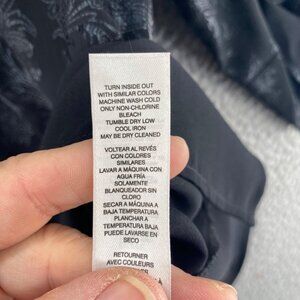 TURN INSIDE OUT
WITH SIMILAR COLORS
MACHINE WASH COLD
ONLY NON-CHLORINE
BLEACH
TUMBLE DRY LOW
COOL IRON
MAY BE DRY CLEANED
VOLTEAR AL REVÉS
CON COLORES
SIMILARES
LAVAR A MÁQUINA CON
AGUA FRÍA
SOLAMENTE
BLANQUEADOR SIN
CLORO
SECAR A MÁQUINA A
BAJA TEMPERATURA
PLANCHAR A
TEMPERATURA BAJA
PUEDE LAVARSE EN
SECO
RETOURNER
AVEC COULEURS